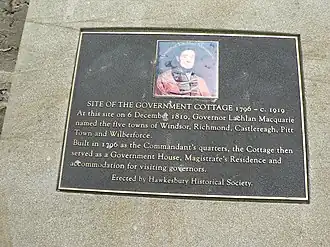 SITE OF THE GOVERNMENT COTTAGE 1796 – c. 1919
At this site on 6 December 1810, Governor Lachlan Macquarie
named the five towns of Windsor, Richmond, Castlereagh, Pitt
Town and Wilberforce.
Built in 1796 as the Commandant's quarters, the Cottage then
served as a Government House, Magistrate's Residence and
accommodation for visiting governors.
Erected by Hawkesbury Historical Society.